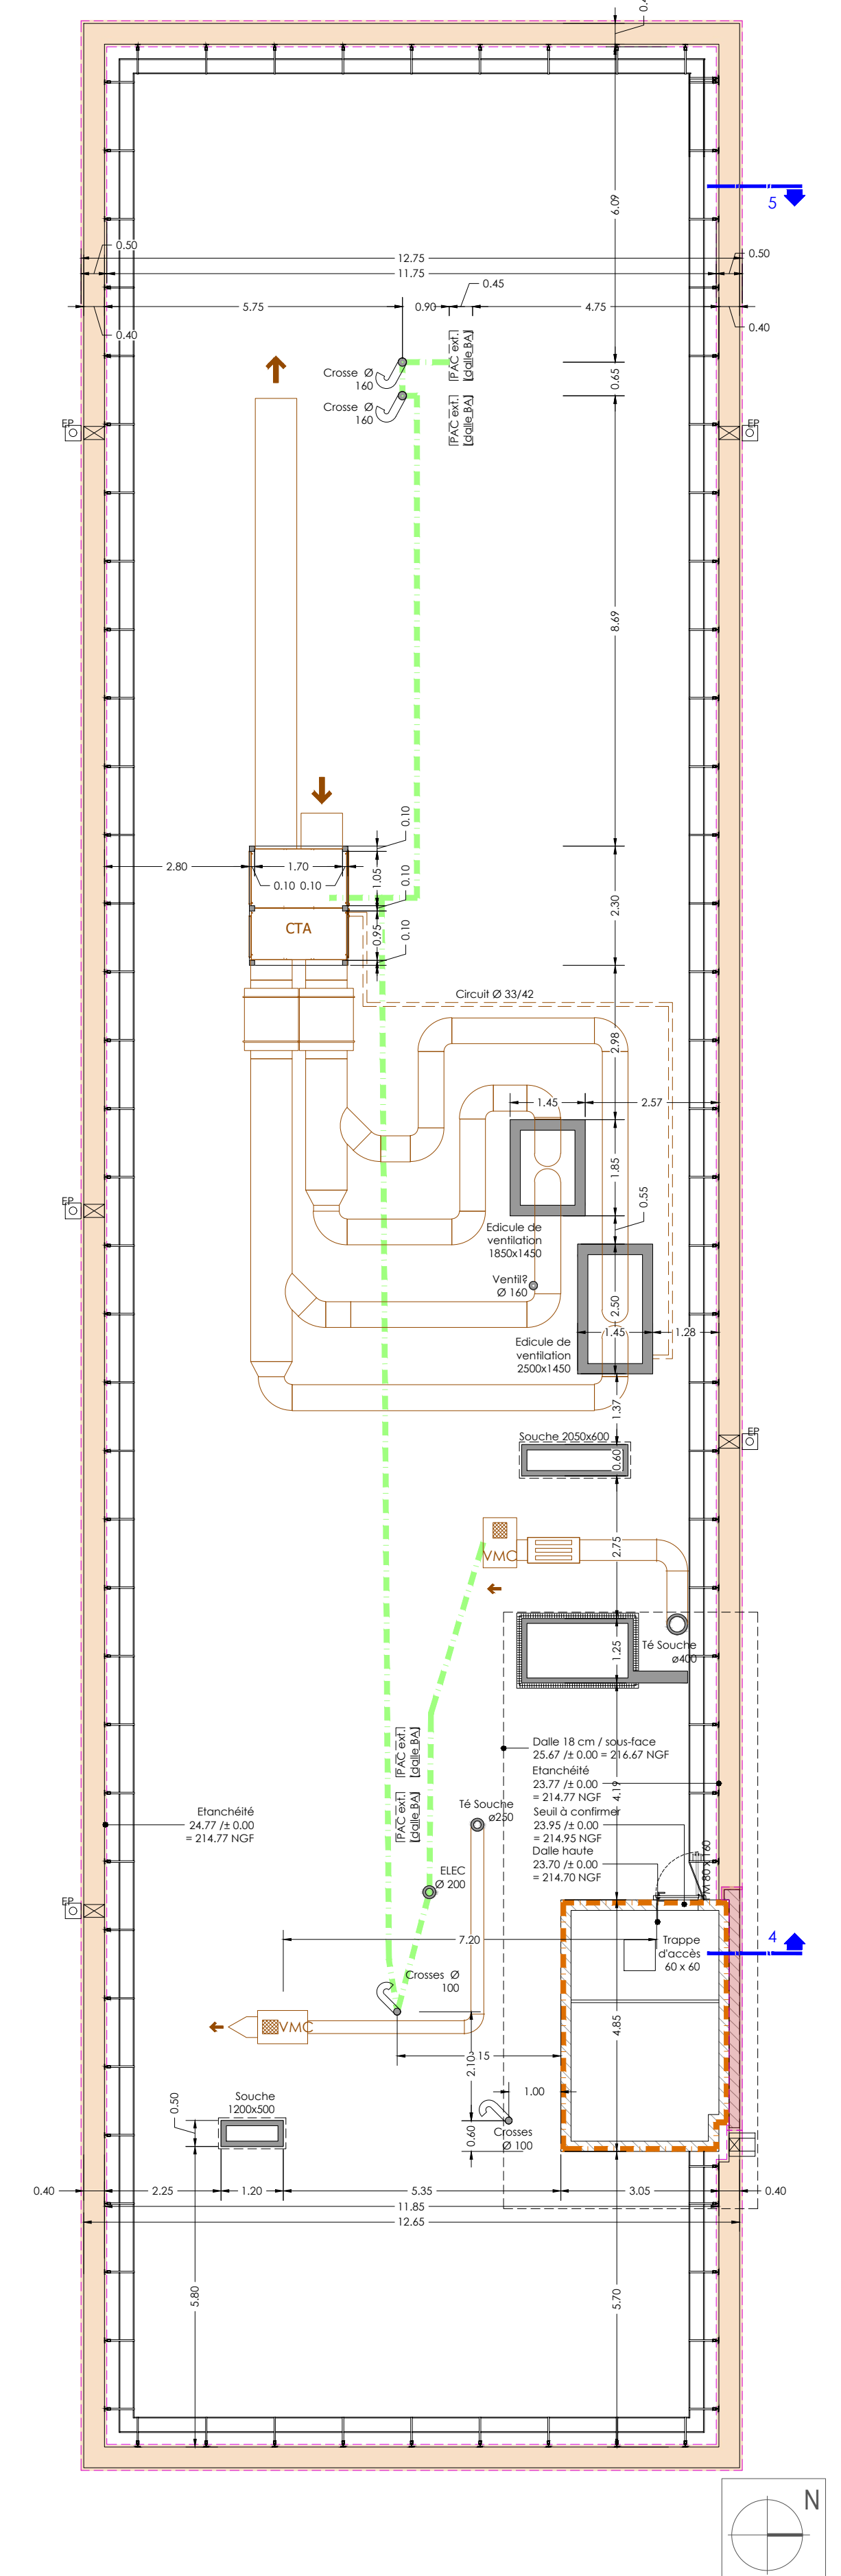 6.09
5
0.50
0.50
12.75
11.75
0.45
5.75
0.90
4.75
0.40
0.40
PAC ext.
[dalle BA]
Crosse Ø
160
0.65
Crosse Ø
160
PAC ext.
[dalle BA]
EP
EP
8.69
0.10
2.80
1.70
1.05
0.10
0.10 0.10
2.30
CTA
0.95
0.10
Circuit Ø 33/42
2.98
1.45
2.57
1.85
0.55
EP
Edicule de
ventilation
1850x1450
Ventil?
Ø 160
2.50
1.45
1.28
Edicule de
ventilation
2500x1450
1.37
Souche 2050x600
EP
0.60
2.75
VMC
Té Souche
ø400
1.25
PAC ext.
[dalle BA]
Dalle 18 cm / sous-face
25.67 /± 0.00 = 216.67 NGF
Etanchéité
23.77 /± 0.00
= 214.77 NGF
4.19
PAC ext.
[dalle BA]
Té Souche
ø250
Seuil à confirmer
23.95 /± 0.00
= 214.95 NGF
Etanchéité
24.77 /± 0.00
= 214.77 NGF
Dalle haute
23.70 /± 0.00
= 214.70 NGF
PM 80 x 160
ELEC
Ø 200
EP
7.20
Trappe
d'accès
60 x 60
4
Crosses Ø
100
VMC
4.85
15
2.10
1.00
Souche
1200x500
0.50
0.60
Crosses
Ø 100
0.40
2.25
1.20
5.35
3.05
0.40
11.85
12.65
5.80
5.70
N